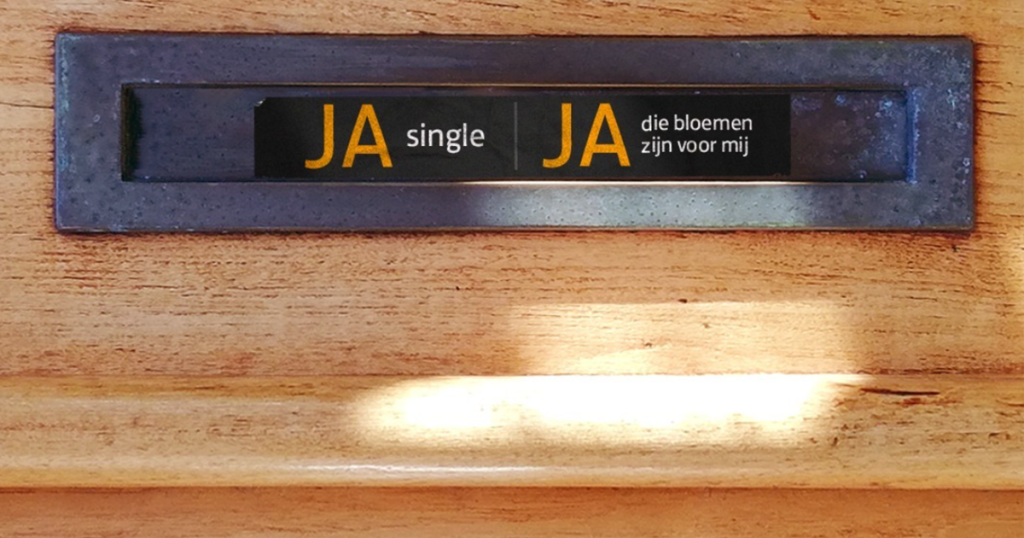 JA single
JA die bloemen
zijn voor mij